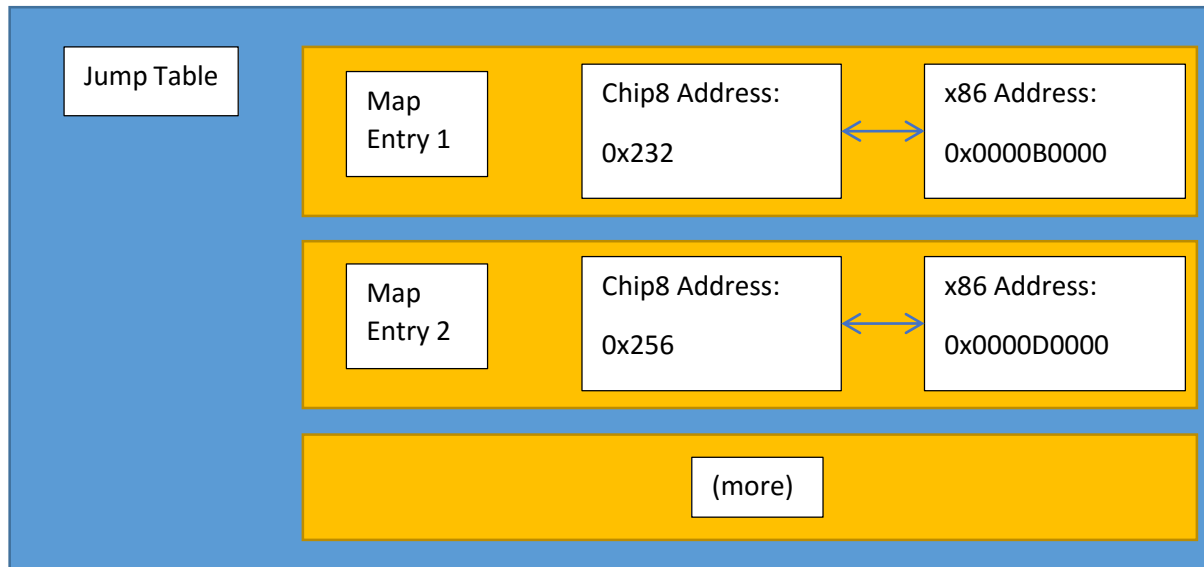 Jump Table
Map
Entry 1
Chip8 Address:
0x232
x86 Address:
0x0000B0000
Map
Entry 2
Chip8 Address:
0x256
x86 Address:
0x0000D0000
(more)